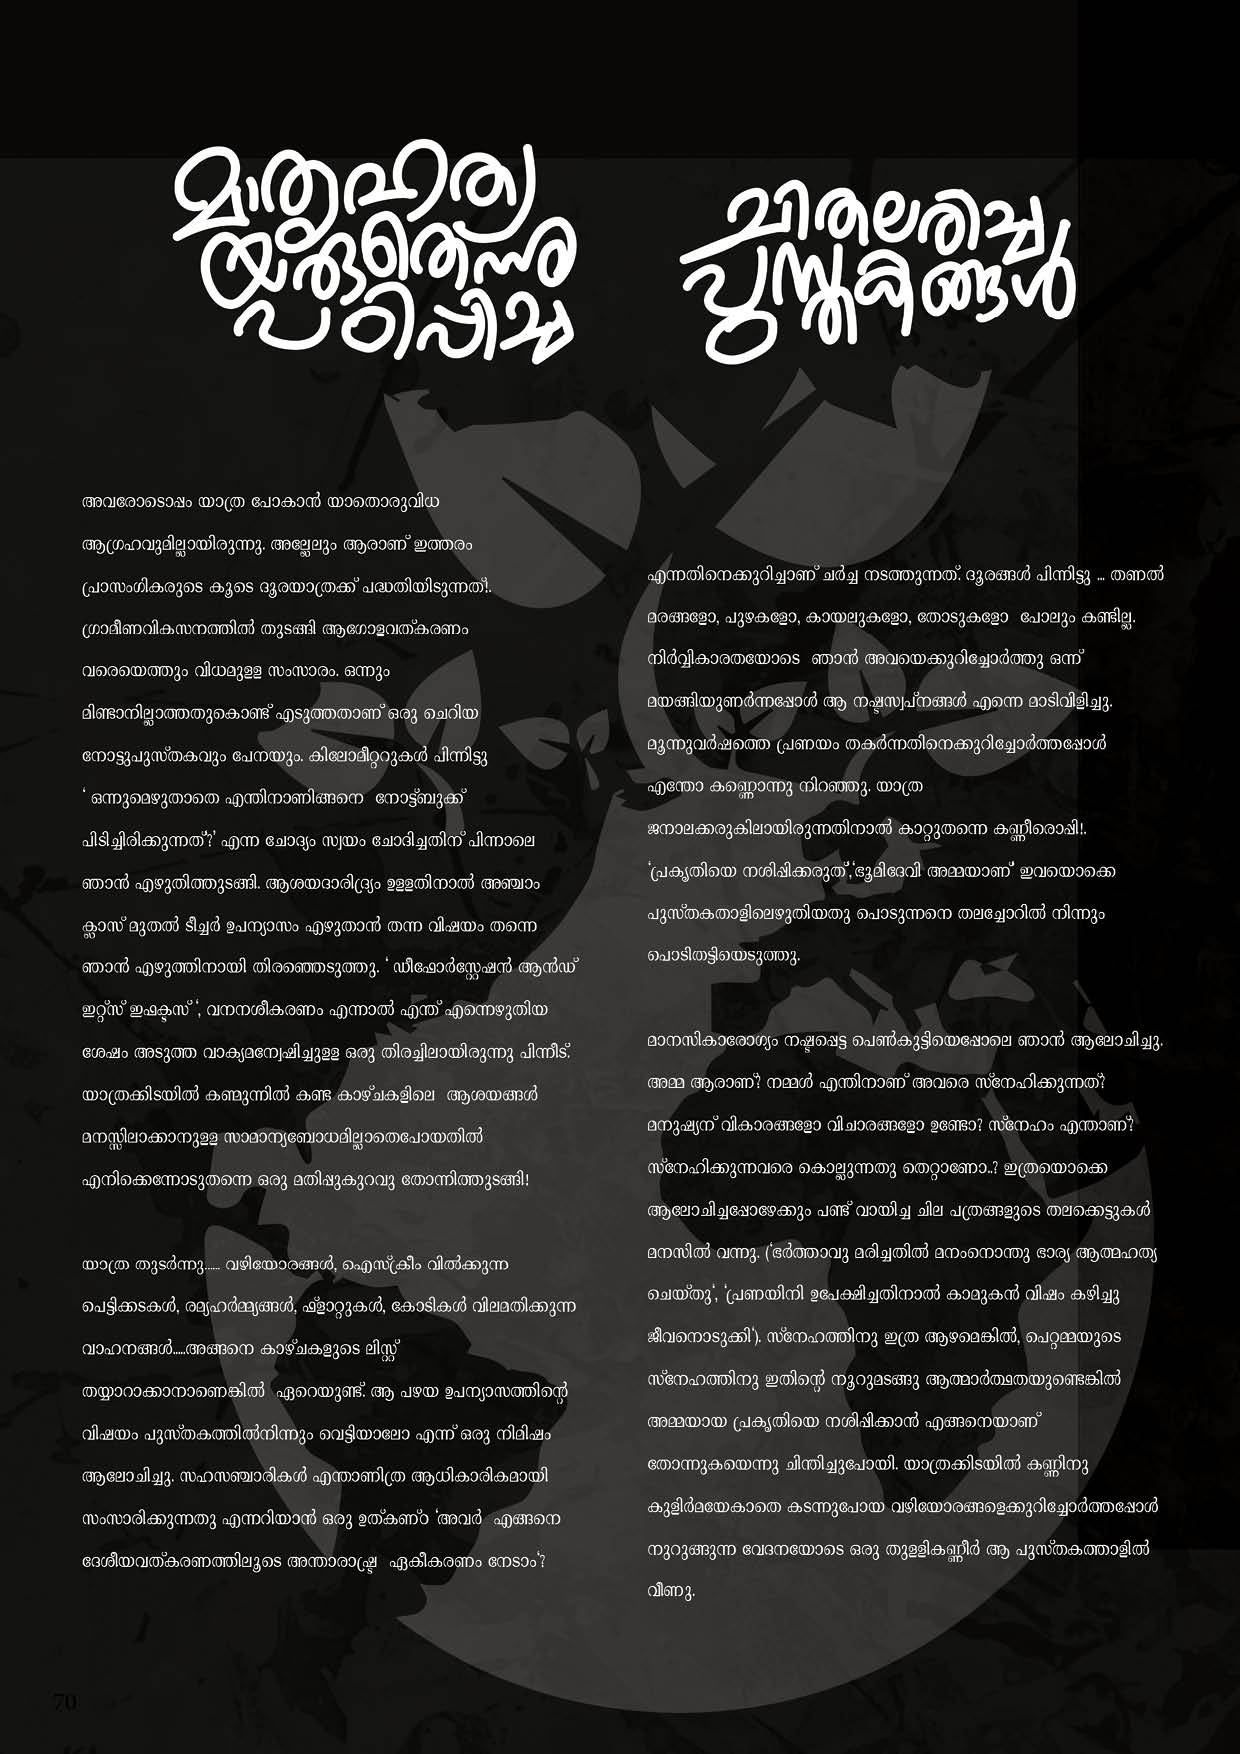 മാതൃഹത്യ
യരുതെന്നു
പഠിപ്പിച്ച
ചിതലരിച്ച
പുസ്തകങ്ങൾ
അവരോടൊപ്പം യാത്ര പോകാൻ യാതൊരുവിധ
ആഗ്രഹവുമില്ലായിരുന്നു. അല്ലേലും ആരാണ് ഇത്തരം
പ്രാസംഗികരുടെ കൂടെ ദൂരയാത്രക്ക് പദ്ധതിയിടുന്നത്!.
ഗ്രാമീണവികസനത്തിൽ തുടങ്ങി ആഗോളവത്കരണം
വരെയെത്തും വിധമുളള സംസാരം. ഒന്നും
മിണ്ടാനില്ലാത്തതുകൊണ്ട് എടുത്തതാണ് ഒരു ചെറിയ
നോട്ടുപുസ്തകവും പേനയും. കിലോമീറ്ററുകൾ പിന്നിട്ടു
‘ ഒന്നുമെഴുതാതെ എന്തിനാണിങ്ങനെ നോട്ട്ബുക്ക്
പിടിച്ചിരിക്കുന്നത്?’ എന്ന ചോദ്യം സ്വയം ചോദിച്ചതിന് പിന്നാലെ
ഞാൻ എഴുതിത്തുടങ്ങി. ആശയദാരിദ്ര്യം ഉളളതിനാൽ അഞ്ചാം
ക്ലാസ് മുതൽ ടീച്ചർ ഉപന്യാസം എഴുതാൻ തന്ന വിഷയം തന്നെ
ഞാൻ എഴുത്തിനായി തിരഞ്ഞെടുത്തു. ‘ ഡീഫോർസ്റ്റേഷൻ ആൻഡ്
ഇറ്റ്സ് ഇഫക്ടസ് ‘, വനനശീകരണം എന്നാൽ എന്ത് എന്നെഴുതിയ
ശേഷം അടുത്ത വാക്യമന്വേഷിച്ചുളള ഒരു തിരച്ചിലായിരുന്നു പിന്നീട്.
യാത്രക്കിടയിൽ കണ്മുന്നിൽ കണ്ട കാഴ്ചകളിലെ ആശയങ്ങൾ
മനസ്സിലാക്കാനുളള സാമാന്യബോധമില്ലാതെപോയതിൽ
എനിക്കെന്നോടുതന്നെ ഒരു മതിപ്പുകുറവു തോന്നിത്തുടങ്ങി!
യാത്ര തുടർന്നു...... വഴിയോരങ്ങൾ, ഐസ്ക്രീം വിൽക്കുന്ന
പെട്ടിക്കടകൾ, രമ്യഹർമ്മ്യങ്ങൾ, ഫ്ളാറ്റുകൾ, കോടികൾ വിലമതിക്കുന്ന
വാഹനങ്ങൾ.....അങ്ങനെ കാഴ്ചകളുടെ ലിസ്റ്റ്
തയ്യാറാക്കാനാണെങ്കിൽ ഏറെയുണ്ട്. ആ പഴയ ഉപന്യാസത്തിന്റെ
വിഷയം പുസ്തകത്തിൽനിന്നും വെട്ടിയാലോ എന്ന് ഒരു നിമിഷം
ആലോചിച്ചു. സഹസഞ്ചാരികൾ എന്താണിത്ര ആധികാരികമായി
സംസാരിക്കുന്നതു എന്നറിയാൻ ഒരു ഉത്കണ്ഠ ‘അവർ എങ്ങനെ
ദേശീയവത്കരണത്തിലൂടെ അന്താരാഷ്ട്ര ഏകീകരണം നേടാം‘?
എന്നതിനെക്കുറിച്ചാണ് ചർച്ച നടത്തുന്നത്. ദൂരങ്ങൾ പിന്നിട്ടു ... തണൽ
മരങ്ങളോ, പുഴകളോ, കായലുകളോ, തോടുകളോ പോലും കണ്ടില്ല.
നിർവ്വികാരതയോടെ ഞാൻ അവയെക്കുറിച്ചോർത്തു ഒന്ന്
മയങ്ങിയുണർന്നപ്പോൾ ആ നഷ്ടസ്വപ്നങ്ങൾ എന്നെ മാടിവിളിച്ചു.
മൂന്നുവർഷത്തെ പ്രണയം തകർന്നതിനെക്കുറിച്ചോർത്തപ്പോൾ
എന്തോ കണ്ണൊന്നു നിറഞ്ഞു. യാത്ര
ജനാലക്കരുകിലായിരുന്നതിനാൽ കാറ്റുതന്നെ കണ്ണീരൊപ്പി!.
‘പ്രകൃതിയെ നശിപ്പിക്കരുത്’,‘ഭൂമിദേവി അമ്മയാണ്’ ഇവയൊക്കെ
പുസ്തകതാളിലെഴുതിയതു പൊടുന്നനെ തലച്ചോറിൽ നിന്നും
പൊടിതട്ടിയെടുത്തു.
മാനസികാരോഗ്യം നഷ്ടപ്പെട്ട പെൺകുട്ടിയെപ്പോലെ ഞാൻ ആലോചിച്ചു.
അമ്മ ആരാണ്? നമ്മൾ എന്തിനാണ് അവരെ സ്നേഹിക്കുന്നത്?
മനുഷ്യന് വികാരങ്ങളോ വിചാരങ്ങളോ ഉണ്ടോ? സ്നേഹം എന്താണ്?
സ്നേഹിക്കുന്നവരെ കൊല്ലുന്നതു തെറ്റാണോ..? ഇത്രയൊക്കെ
ആലോചിച്ചപ്പോഴേക്കും പണ്ട് വായിച്ച ചില പത്രങ്ങളുടെ തലക്കെട്ടുകൾ
മനസിൽ വന്നു. (‘ഭർത്താവു മരിച്ചതിൽ മനംനൊന്തു ഭാര്യ ആത്മഹത്യ
ചെയ്തു‘, ‘പ്രണയിനി ഉപേക്ഷിച്ചതിനാൽ കാമുകൻ വിഷം കഴിച്ചു
ജീവനൊടുക്കി‘). സ്നേഹത്തിനു ഇത്ര ആഴമെങ്കിൽ, പെറ്റമ്മയുടെ
സ്നേഹത്തിനു ഇതിന്റെ നൂറുമടങ്ങു ആത്മാർത്ഥതയുണ്ടെങ്കിൽ
അമ്മയായ പ്രകൃതിയെ നശിപ്പിക്കാൻ എങ്ങനെയാണ്
തോന്നുകയെന്നു ചിന്തിച്ചുപോയി. യാത്രക്കിടയിൽ കണ്ണിനു
കുളിർമയേകാതെ കടന്നുപോയ വഴിയോരങ്ങളെക്കുറിച്ചോർത്തപ്പോൾ
നുറുങ്ങുന്ന വേദനയോടെ ഒരു തുളളികണ്ണീർ ആ പുസ്തകത്താളിൽ
വീണു.
70